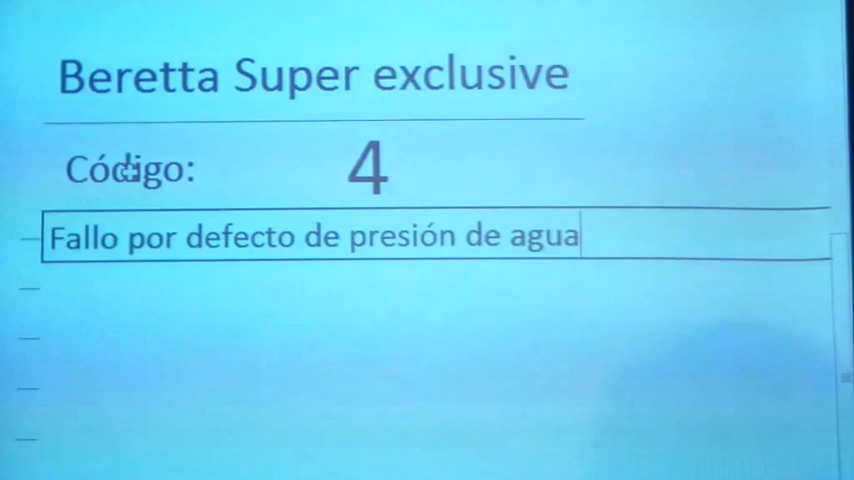 Beretta Super exclusive
Código: 4
Fallo por defecto de presión de agua